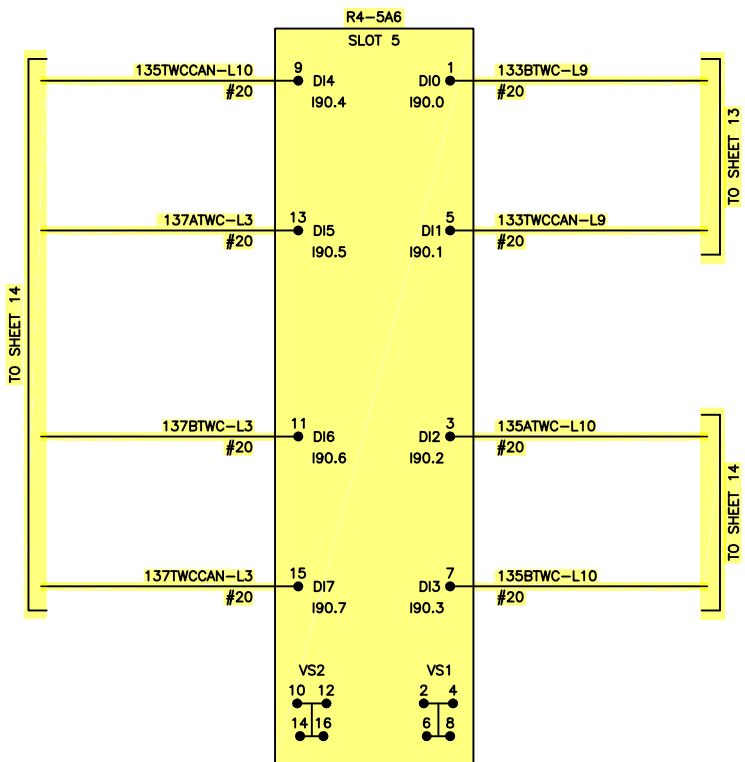 R4-5A6
SLOT 5
135TWCCAN-L10 9 DI4 1 DI0 133BTWC-L9
#20 I90.4 I90.0 #20
137ATWC-L3 13 DI5 5 DI1 133TWCCAN-L9
#20 I90.5 I90.1 #20
TO SHEET 14
TO SHEET 13
137BTWC-L3 11 DI6 3 DI2 135ATWC-L10
#20 I90.6 I90.2 #20
137TWCCAN-L3 15 DI7 7 DI3 135BTWC-L10
#20 I90.7 I90.3 #20
TO SHEET 14
VS2 VS1
10 12 2 4
14 16 6 8